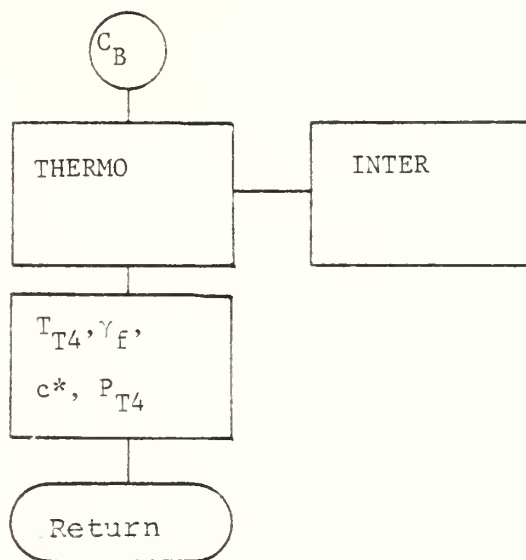 C_B
THERMO
INTER
T_T4, γ_f,
c*, P_T4
Return